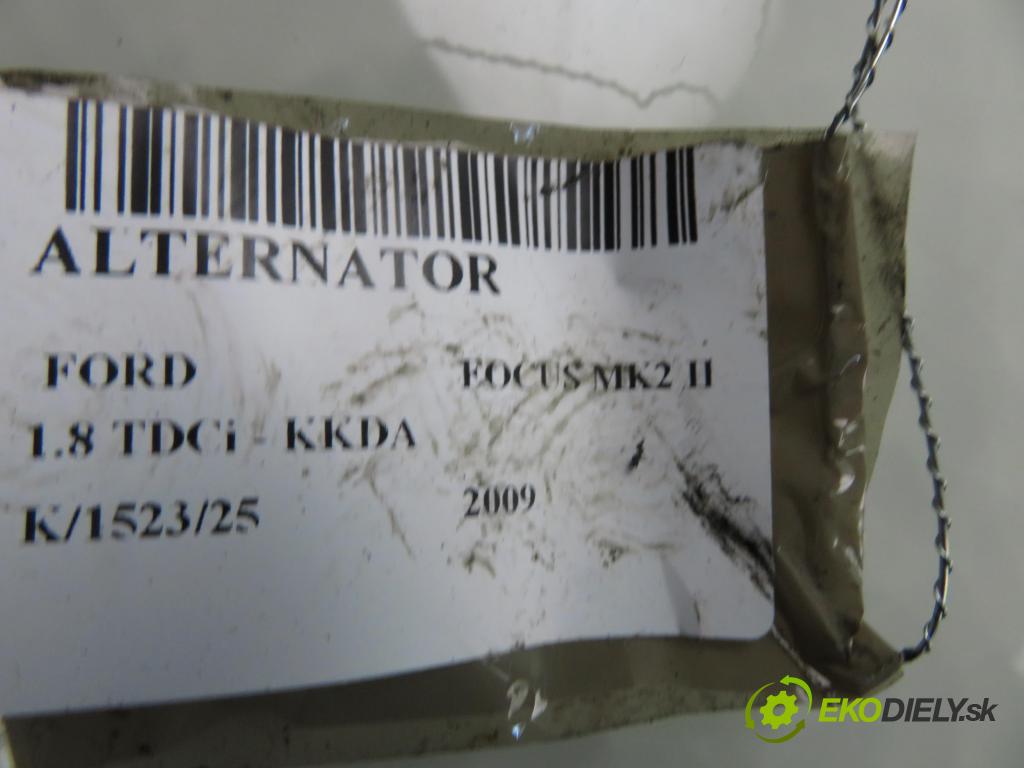 ALTERNATOR
FORD FOCUS MK2 II
1.8 TDCi - KKDA
K/1523/25 2009
EKODIELY.sk